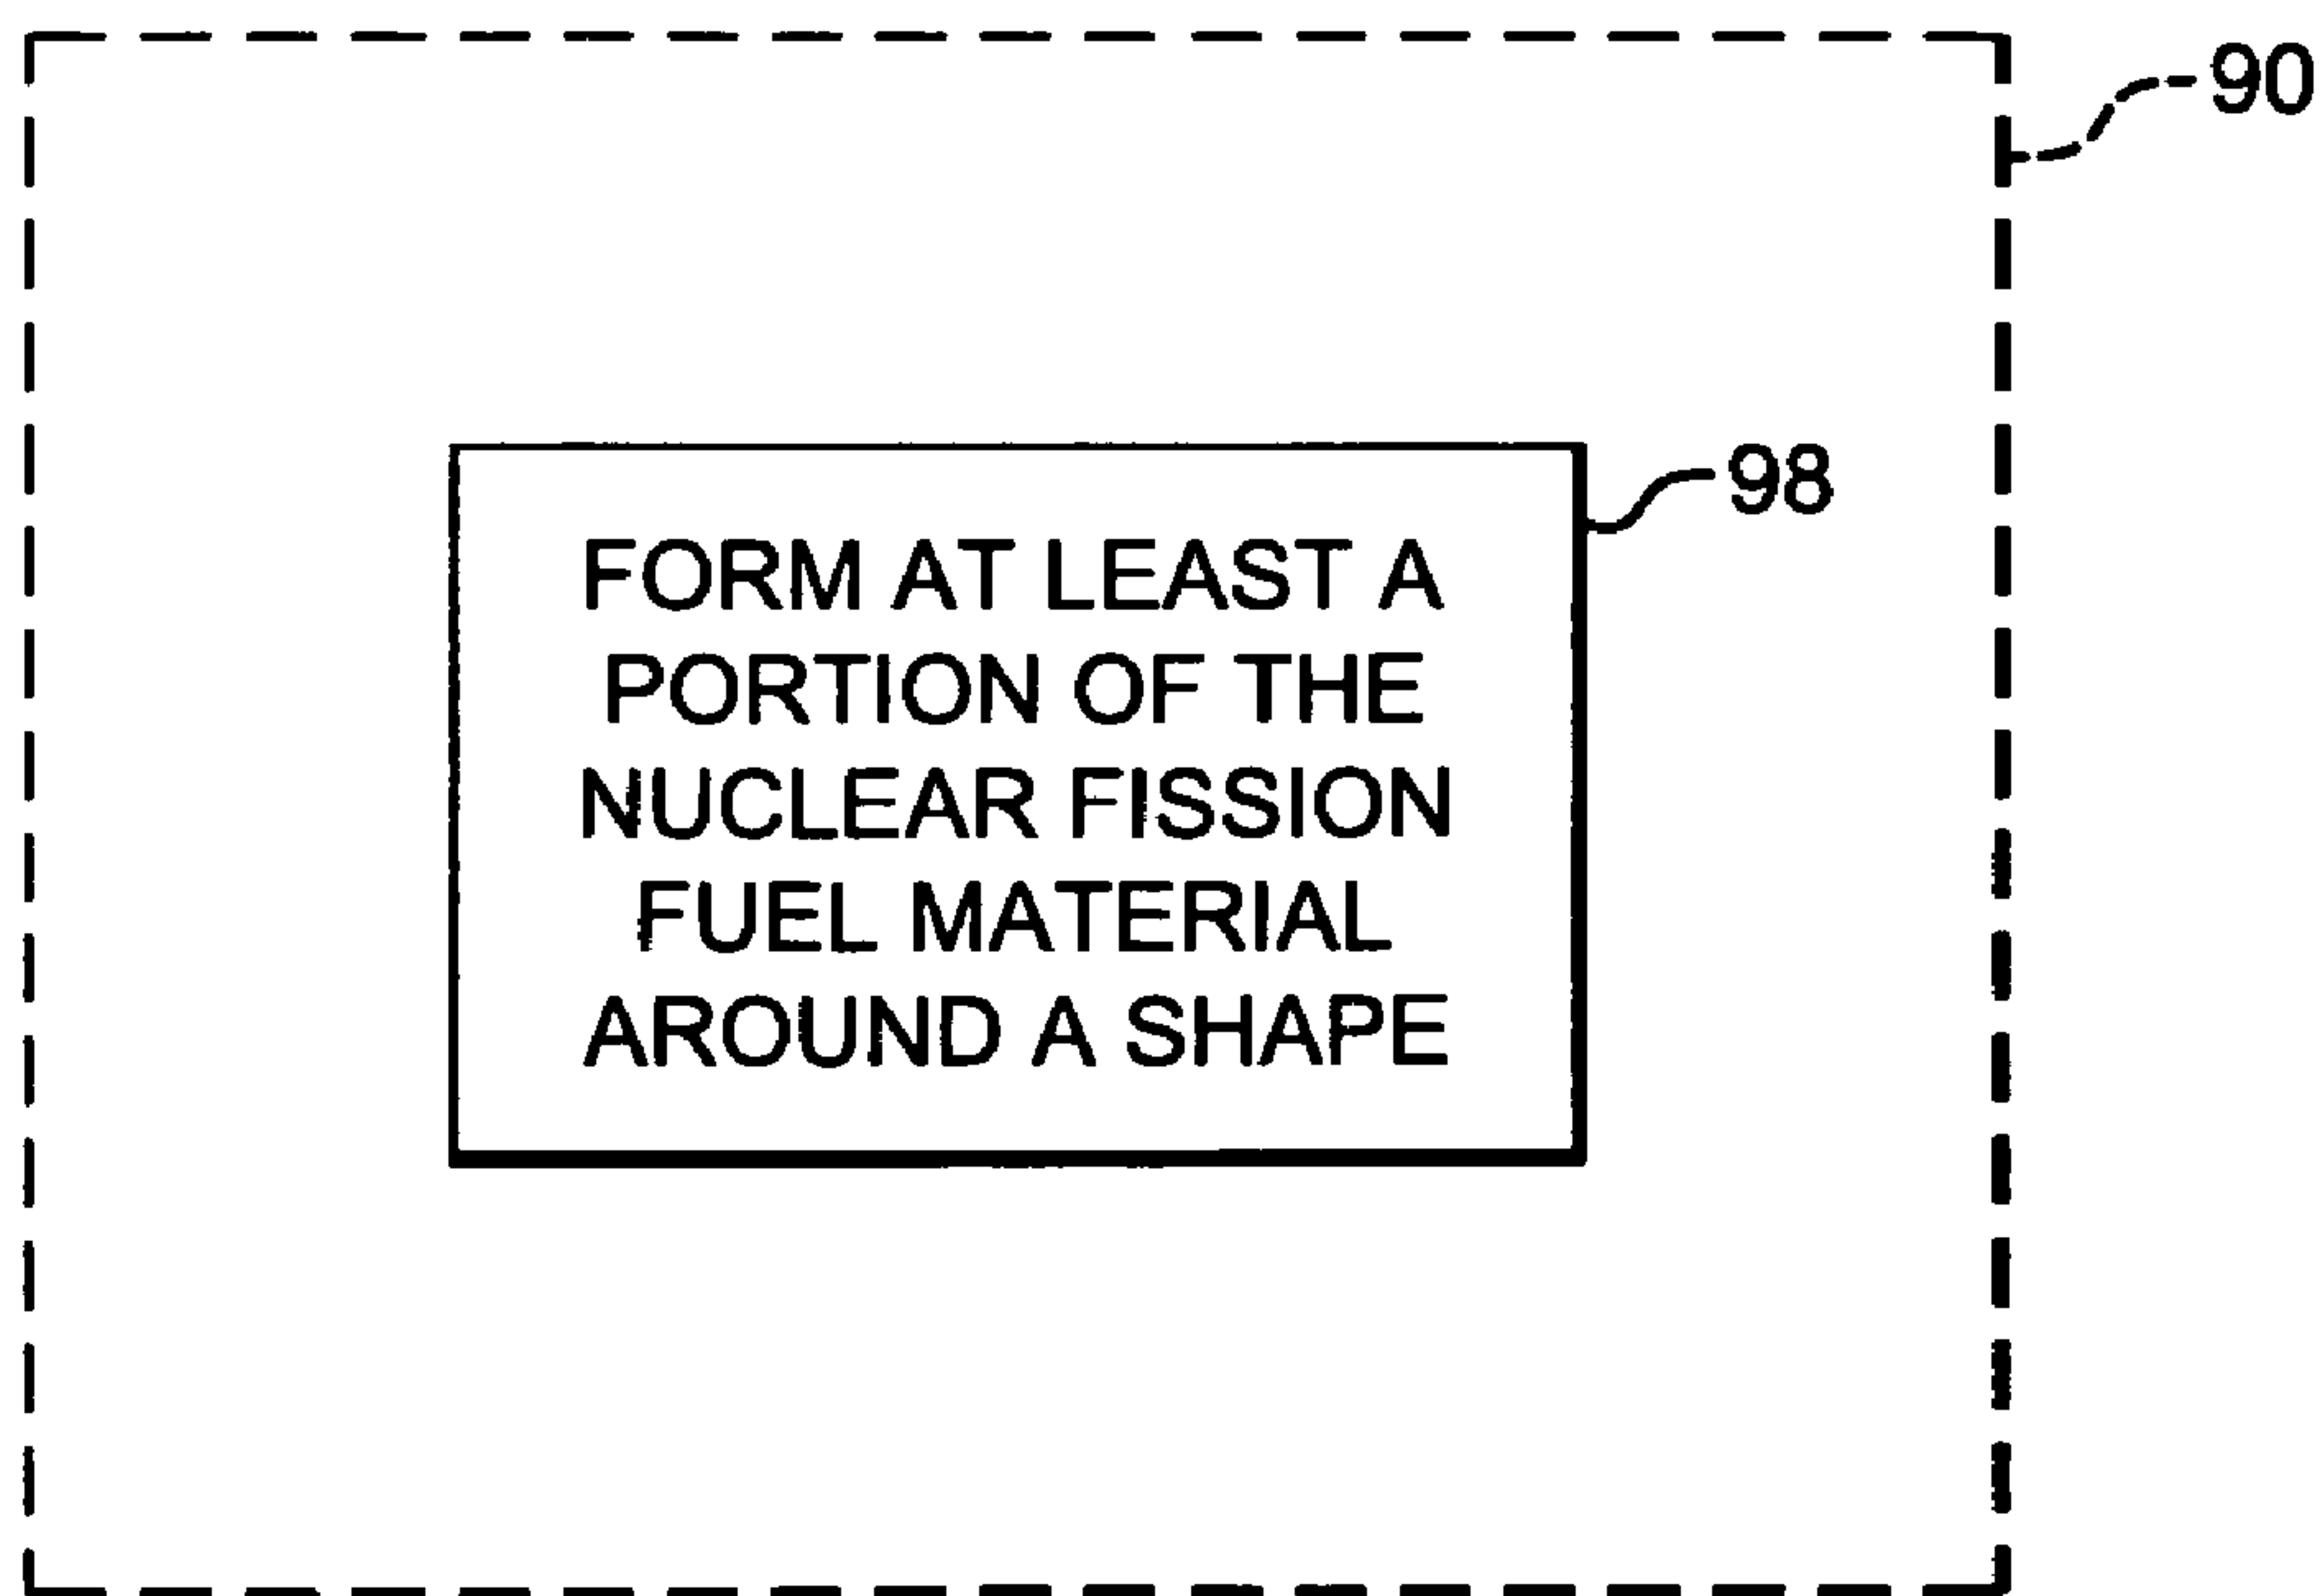 90
98
FORM AT LEAST A
PORTION OF THE
NUCLEAR FISSION
FUEL MATERIAL
AROUND A SHAPE